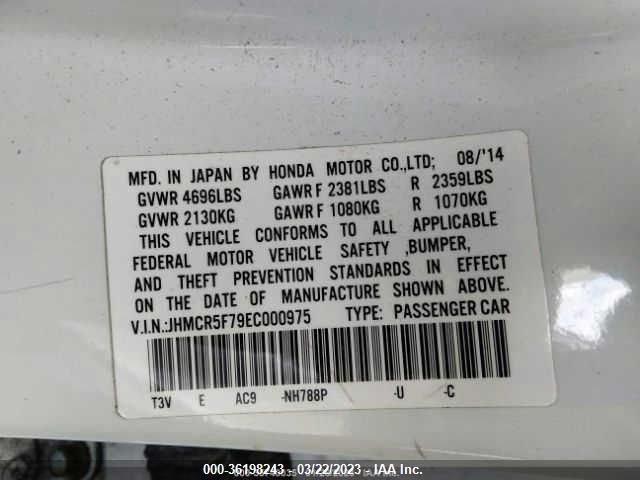 MFD. IN JAPAN BY HONDA MOTOR CO.,LTD; 08/'14
GVWR 4696LBS GAWR F 2381LBS R 2359LBS
GVWR 2130KG GAWR F 1080KG R 1070KG
THIS VEHICLE CONFORMS TO ALL APPLICABLE
FEDERAL MOTOR VEHICLE SAFETY ,BUMPER,
AND THEFT PREVENTION STANDARDS IN EFFECT
ON THE DATE OF MANUFACTURE SHOWN ABOVE.
V.I.N.:JHMCR5F79EC000975 TYPE: PASSENGER CAR
T3V E AC9 -NH788P -U -C
000-36198243 - 03/22/2023 - IAA Inc.